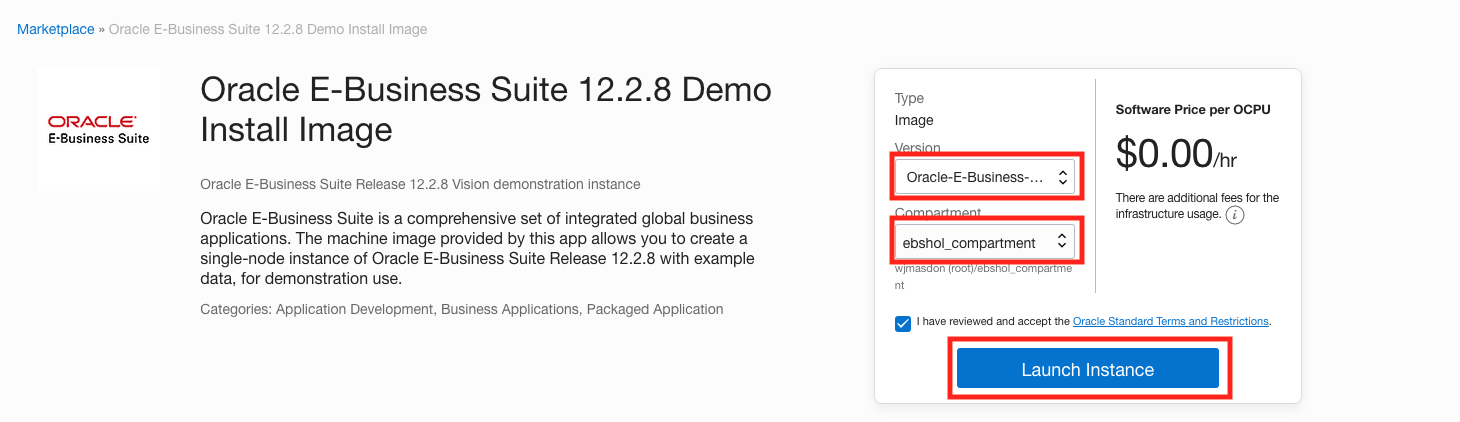 Marketplace » Oracle E-Business Suite 12.2.8 Demo Install Image
ORACLE
E-Business Suite
Oracle E-Business Suite 12.2.8 Demo
Install Image
Oracle E-Business Suite Release 12.2.8 Vision demonstration instance
Oracle E-Business Suite is a comprehensive set of integrated global business
applications. The machine image provided by this app allows you to create a
single-node instance of Oracle E-Business Suite Release 12.2.8 with example
data, for demonstration use.
Categories: Application Development, Business Applications, Packaged Application
Type
Image
Version
Oracle-E-Business-...
Compartment
ebshol_compartment
wjmasdon (root)/ebshol_compartme
nt
Software Price per OCPU
$0.00/hr
There are additional fees for the
infrastructure usage. i
I have reviewed and accept the Oracle Standard Terms and Restrictions.
Launch Instance